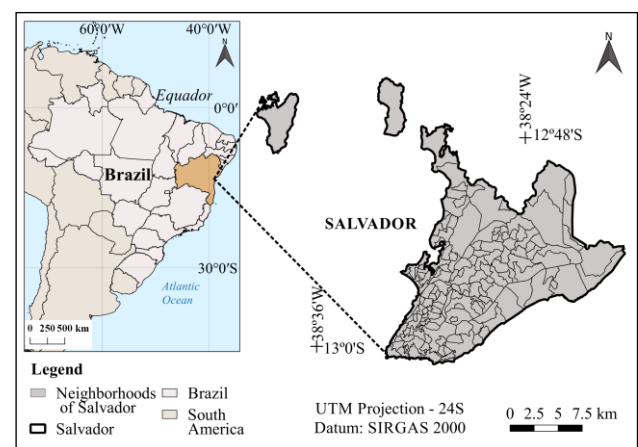 60°0'W 40°0'W
N
Equador
0°0'
Brazil
30°0'S
Atlantic
Ocean
0 250 500 km
N
38°24'W
12°48'S
SALVADOR
38°36'W
13°0'S
Legend
Neighborhoods
of Salvador
Salvador
Brazil
South
America
UTM Projection - 24S
Datum: SIRGAS 2000
0 2.5 5 7.5 km